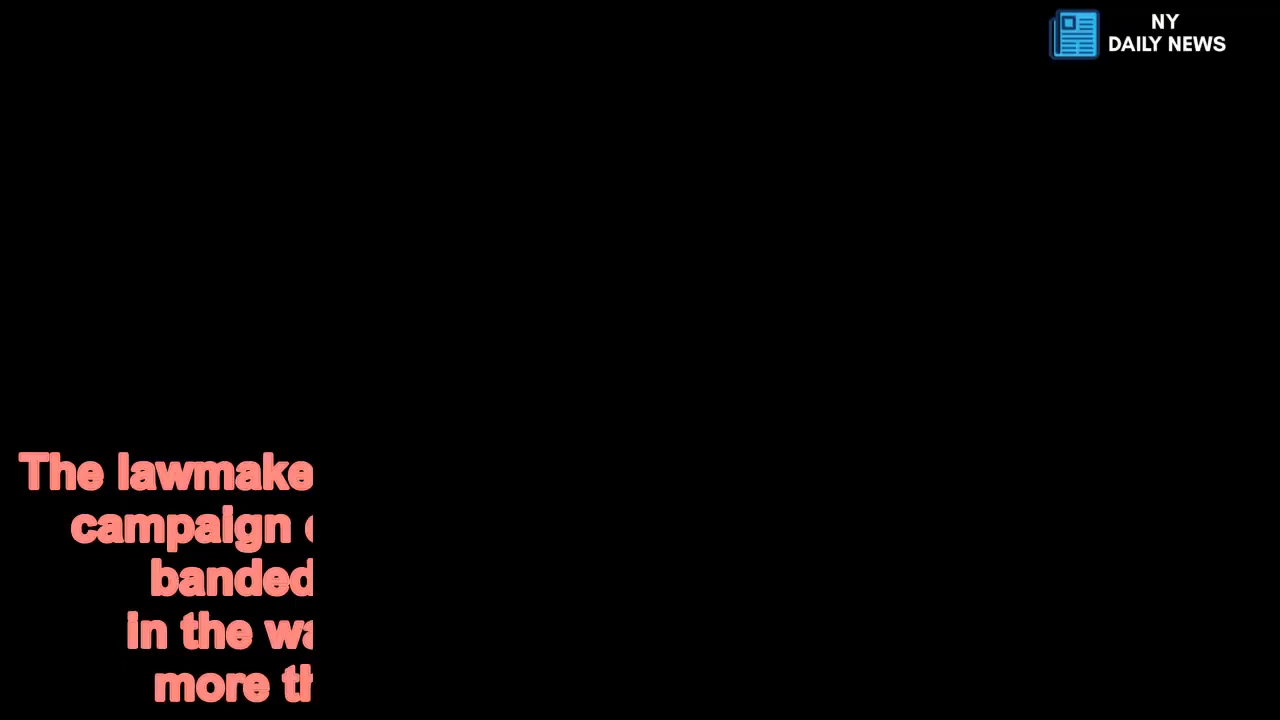 NY
DAILY NEWS
The lawmake
campaign
banded
in the wa
more th